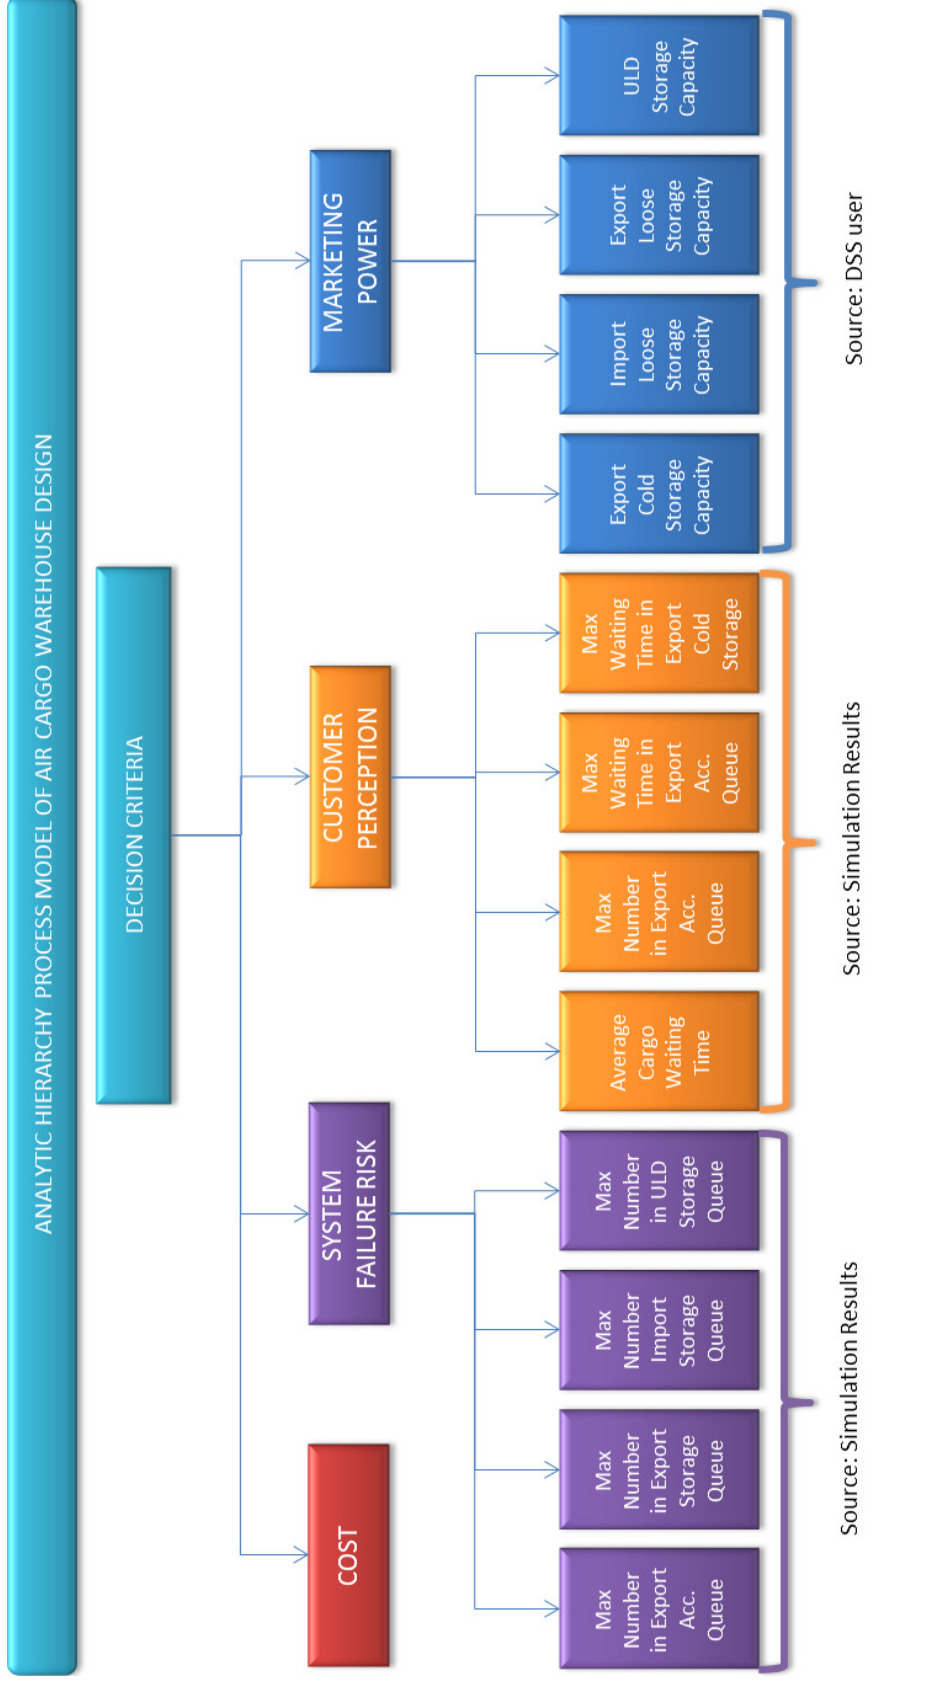 ANALYTIC HIERARCHY PROCESS MODEL OF AIR CARGO WAREHOUSE DESIGN
DECISION CRITERIA
COST
SYSTEM
FAILURE RISK
CUSTOMER
PERCEPTION
MARKETING
POWER
Max
Number
in Export
Acc.
Queue
Max
Number
in Export
Storage
Queue
Max
Number
Import
Storage
Queue
Max
Number
in ULD
Storage
Queue
Average
Cargo
Waiting
Time
Max
Number
in Export
Acc.
Queue
Max
Waiting
Time in
Export
Acc.
Queue
Max
Waiting
Time in
Export
Cold
Storage
Export
Cold
Storage
Capacity
Import
Loose
Storage
Capacity
Export
Loose
Storage
Capacity
ULD
Storage
Capacity
Source: Simulation Results
Source: Simulation Results
Source: DSS user